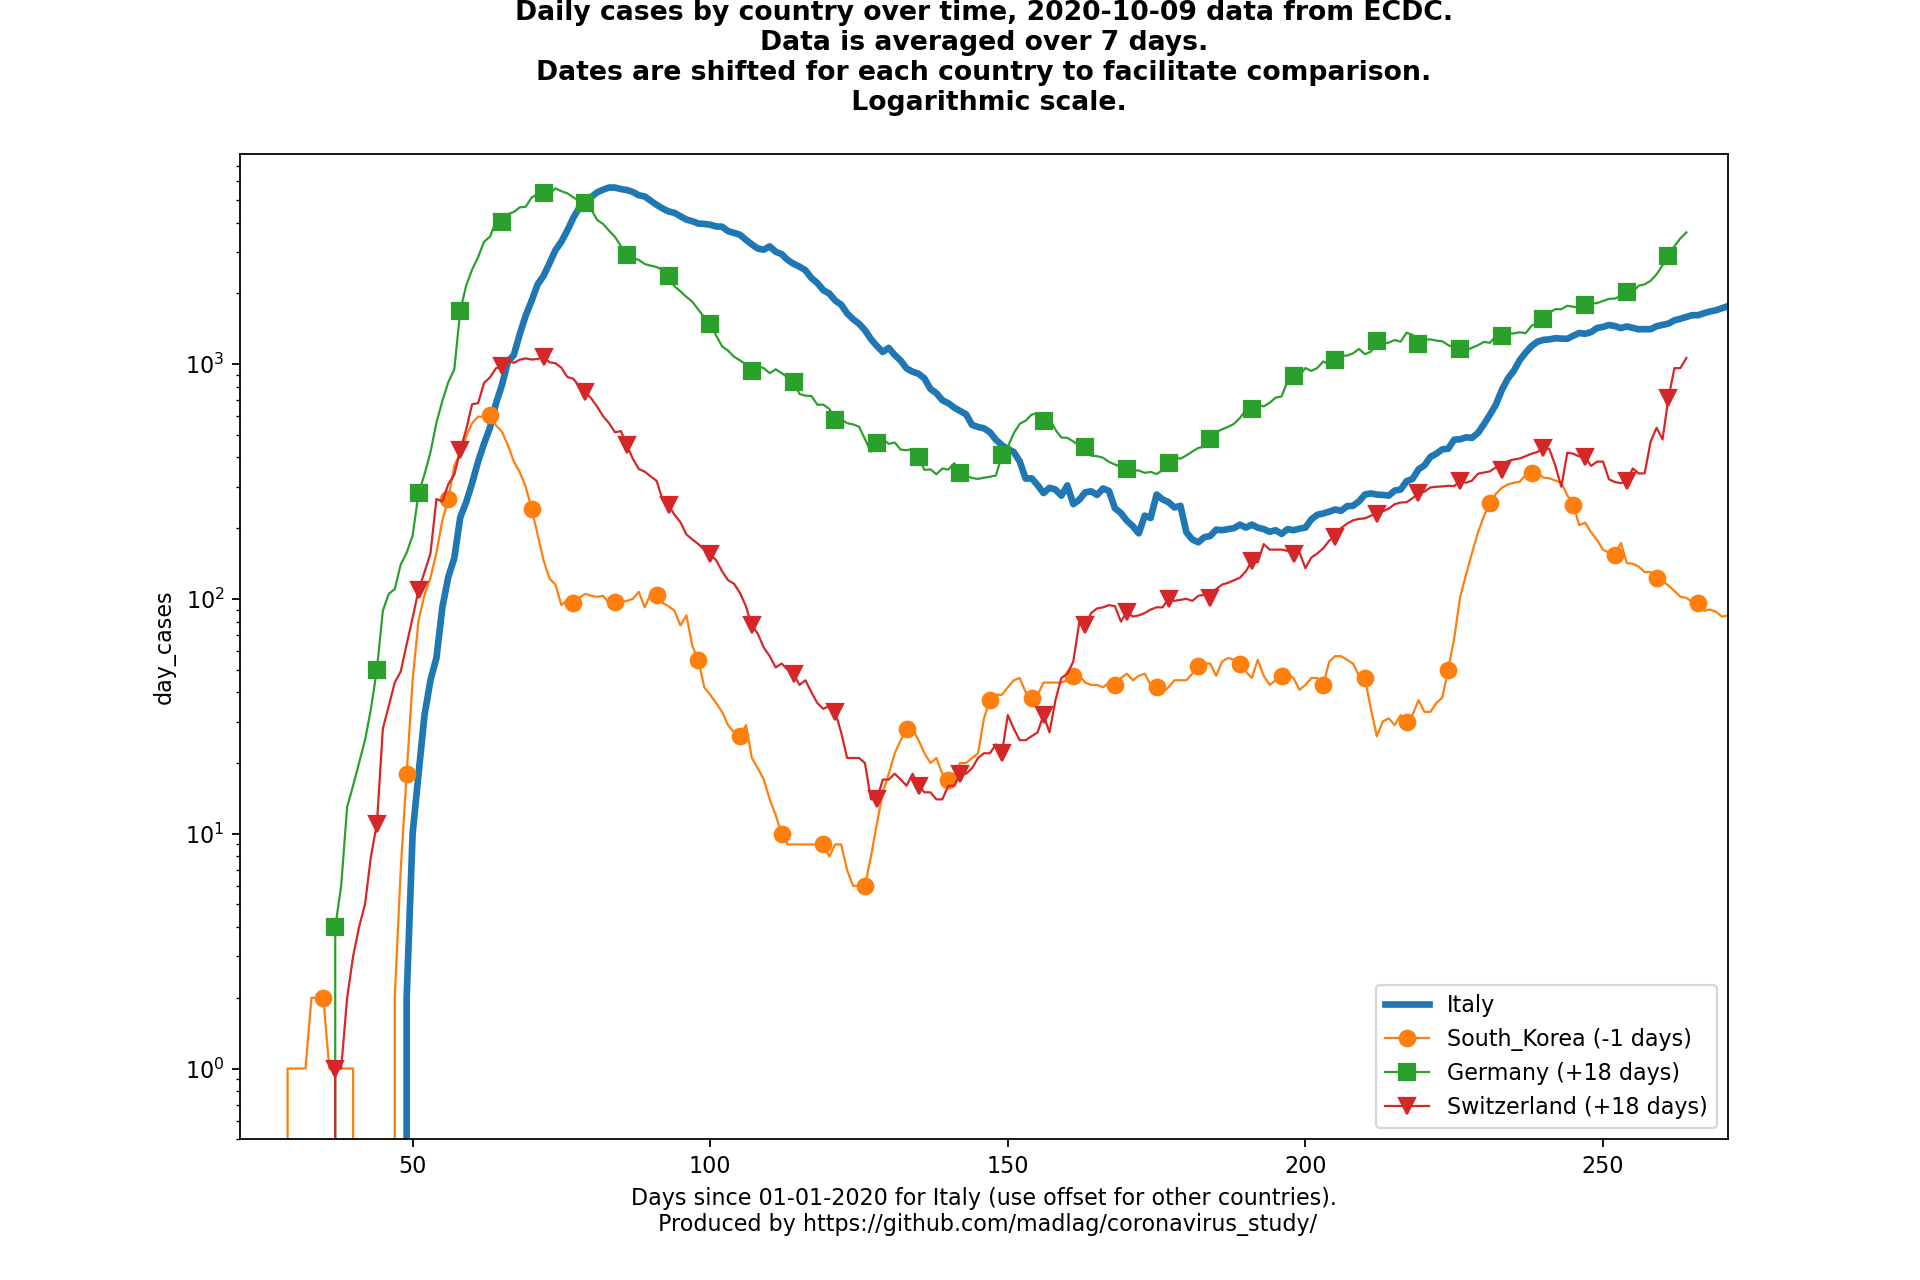 Daily cases by country over time, 2020-10-09 data from ECDC.
Data is averaged over 7 days.
Dates are shifted for each country to facilitate comparison.
Logarithmic scale.
day_cases
10³
10²
10¹
10⁰
Italy
South_Korea (-1 days)
Germany (+18 days)
Switzerland (+18 days)
50 100 150 200 250
Days since 01-01-2020 for Italy (use offset for other countries).
Produced by https://github.com/madlag/coronavirus_study/